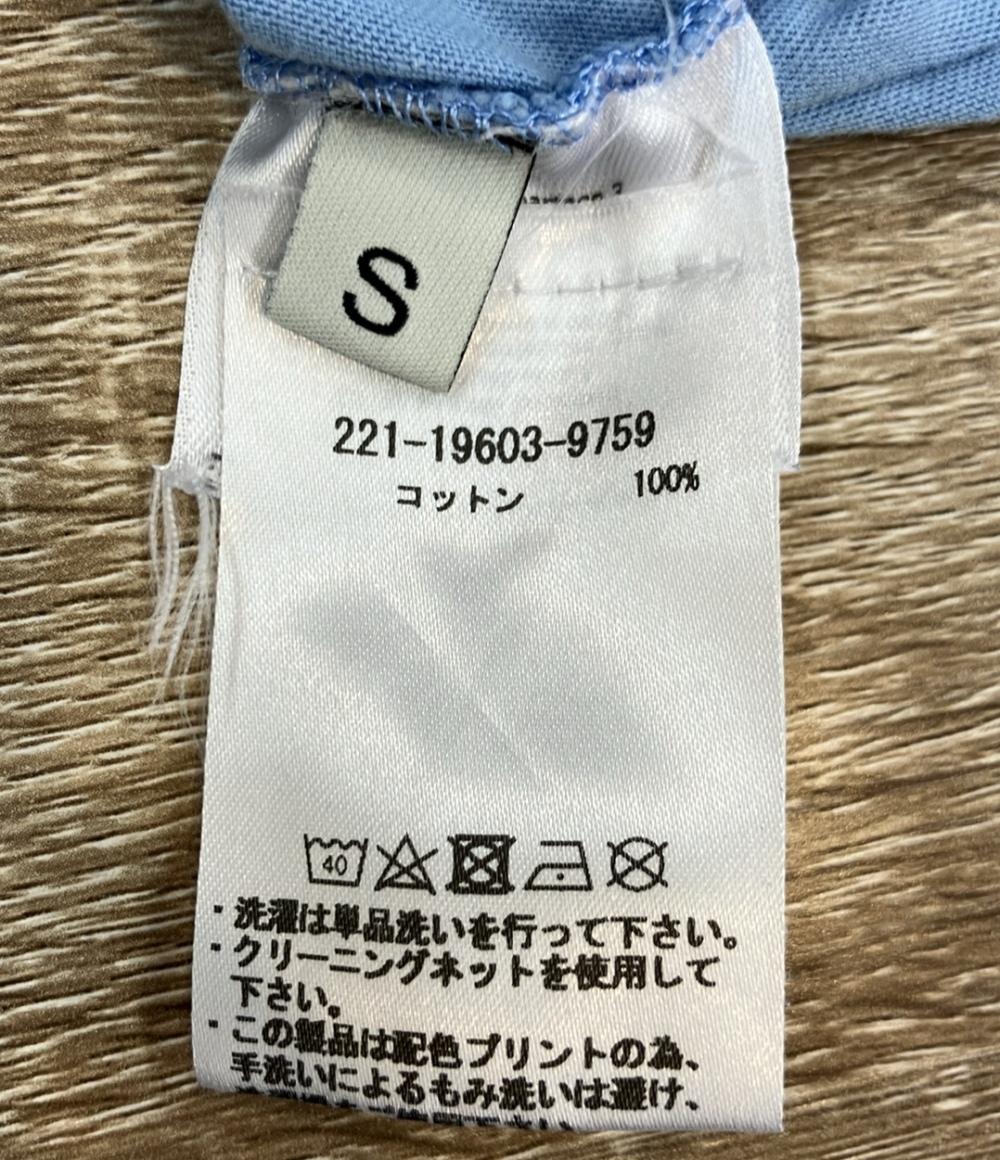 S
221-19603-9759
コットン 100%
40
・洗濯は単品洗いを行って下さい。
・クリーニングネットを使用して
下さい。
・この製品は配色プリントの為、
手洗いによるもみ洗いは避け、